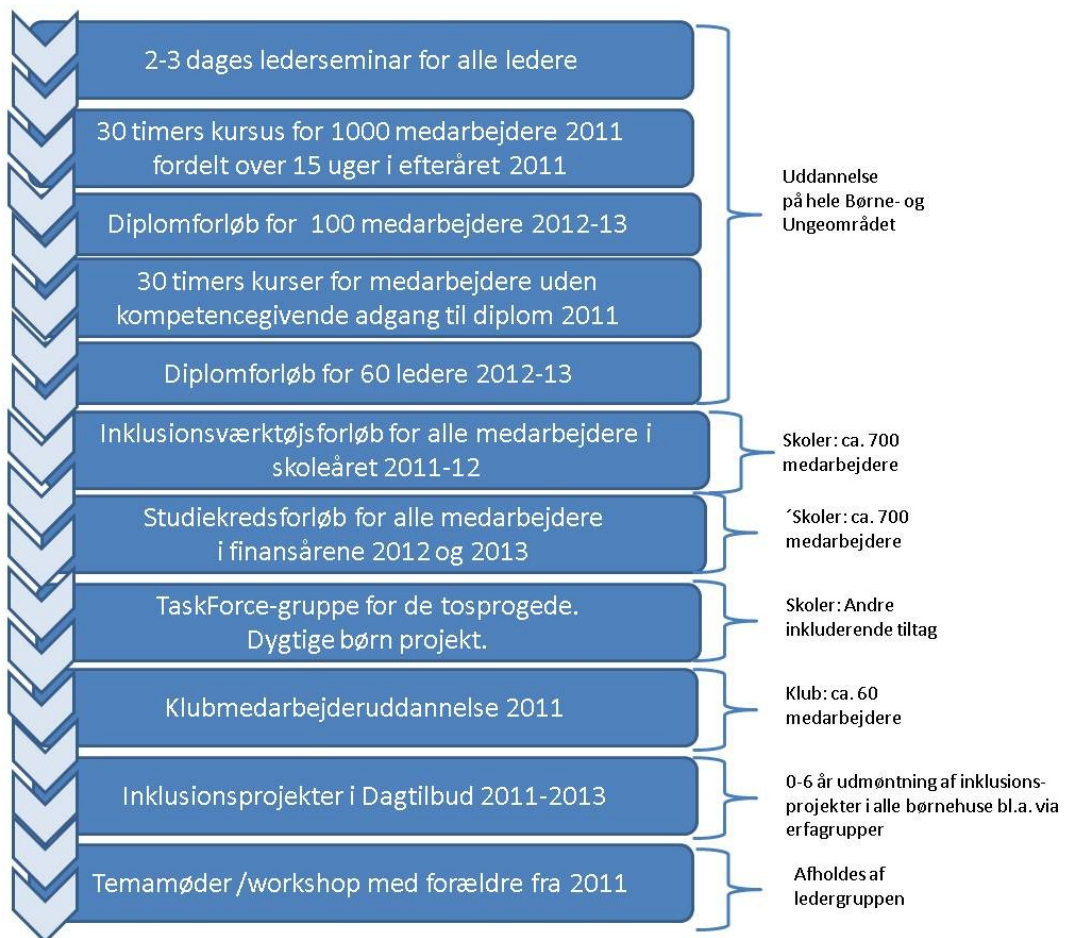 2-3 dages lederseminar for alle ledere
30 timers kursus for 1000 medarbejdere 2011
fordelt over 15 uger i efteråret 2011
Diplomforløb for 100 medarbejdere 2012-13
30 timers kurser for medarbejdere uden
kompetencegivende adgang til diplom 2011
Diplomforløb for 60 ledere 2012-13
Uddannelse
på hele Børne- og
Ungeområdet
Inklusionsværktøjsforløb for alle medarbejdere i
skoleåret 2011-12
Skoler: ca. 700
medarbejdere
Studiekredsforløb for alle medarbejdere
i finansårene 2012 og 2013
´Skoler: ca. 700
medarbejdere
TaskForce-gruppe for de tosprogede.
Dygtige børn projekt.
Skoler: Andre
inkluderende tiltag
Klubmedarbejderuddannelse 2011
Klub: ca. 60
medarbejdere
Inklusionsprojekter i Dagtilbud 2011-2013
0-6 år udmøntning af inklusions-
projekter i alle børnehuse bl.a. via
erfagrupper
Temamøder /workshop med forældre fra 2011
Afholdes af
ledergruppen